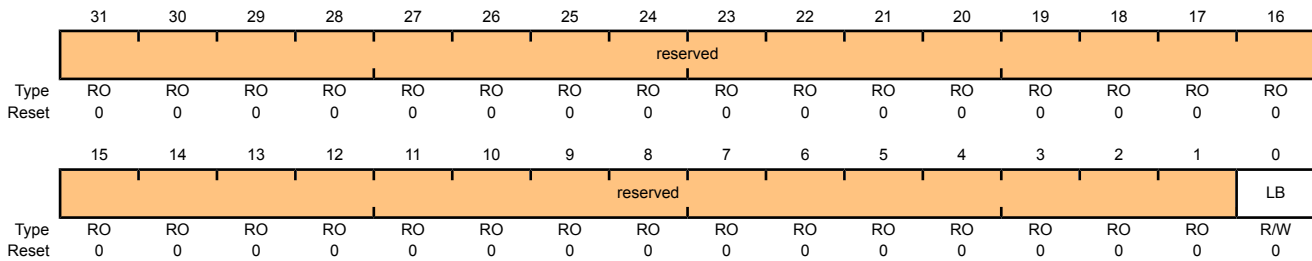 31 30 29 28 27 26 25 24 23 22 21 20 19 18 17 16
reserved
Type RO RO RO RO RO RO RO RO RO RO RO RO RO RO RO RO
Reset 0 0 0 0 0 0 0 0 0 0 0 0 0 0 0 0
15 14 13 12 11 10 9 8 7 6 5 4 3 2 1 0
reserved LB
Type RO RO RO RO RO RO RO RO RO RO RO RO RO RO RO R/W
Reset 0 0 0 0 0 0 0 0 0 0 0 0 0 0 0 0